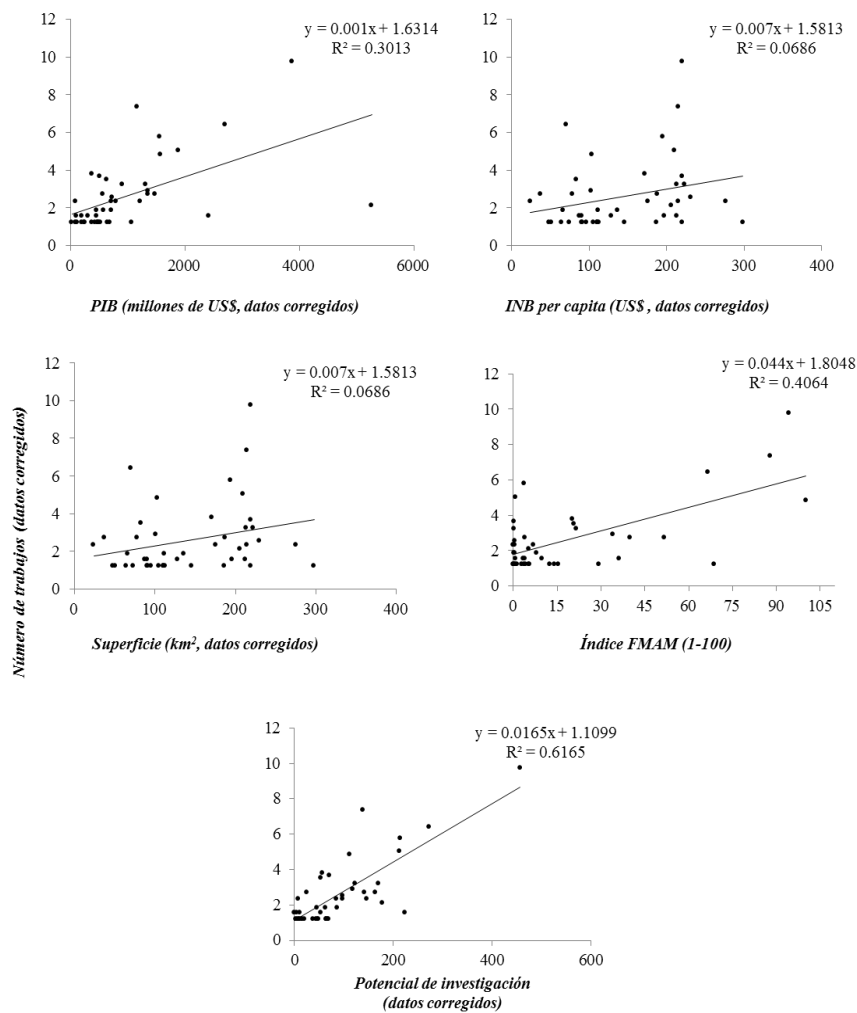 y = 0.001x + 1.6314
R² = 0.3013
12
10
8
6
4
2
0
0 2000 4000 6000
PIB (millones de US$, datos corregidos)
y = 0.007x + 1.5813
R² = 0.0686
12
10
8
6
4
2
0
0 100 200 300 400
INB per capita (US$ , datos corregidos)
Número de trabajos (datos corregidos)
y = 0.007x + 1.5813
R² = 0.0686
12
10
8
6
4
2
0
0 100 200 300 400
Superficie (km², datos corregidos)
y = 0.044x + 1.8048
R² = 0.4064
12
10
8
6
4
2
0
0 15 30 45 60 75 90 105
Índice FMAM (1-100)
y = 0.0165x + 1.1099
R² = 0.6165
12
10
8
6
4
2
0
0 200 400 600
Potencial de investigación
(datos corregidos)